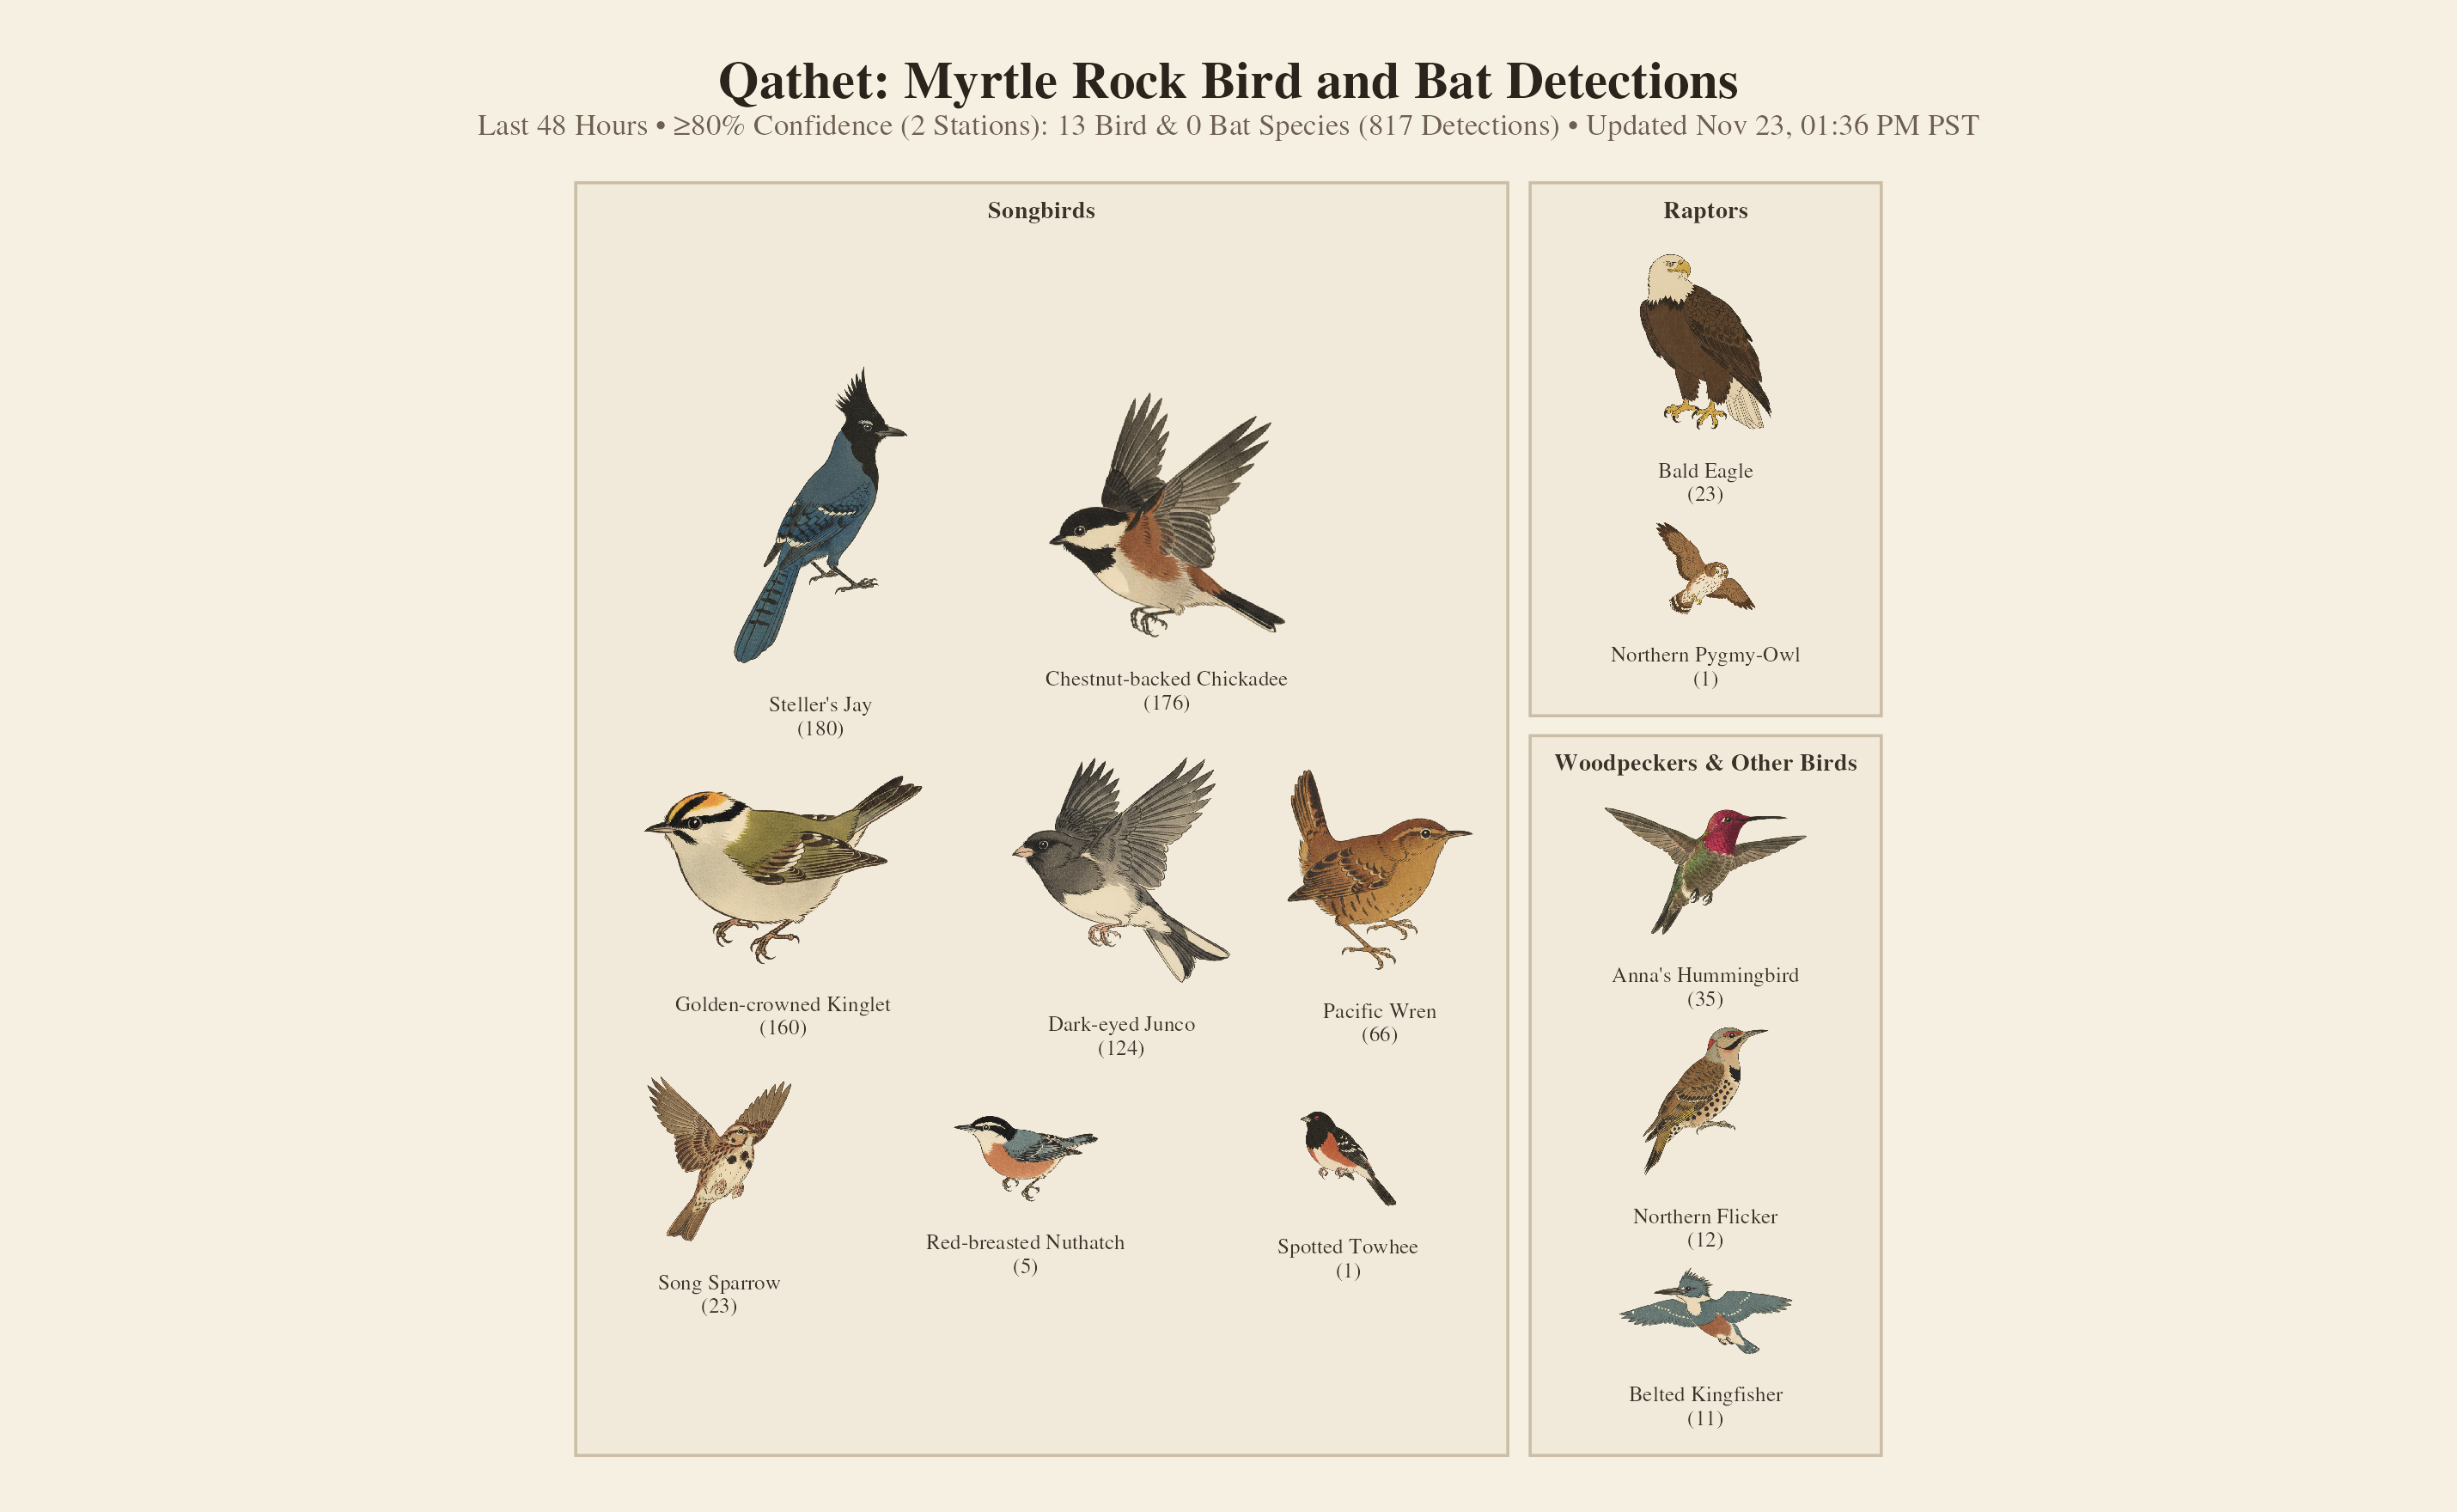 Qathet: Myrtle Rock Bird and Bat Detections
Last 48 Hours • ≥80% Confidence (2 Stations): 13 Bird & 0 Bat Species (817 Detections) • Updated Nov 23, 01:36 PM PST
Songbirds
Steller's Jay
(180)
Chestnut-backed Chickadee
(176)
Golden-crowned Kinglet
(160)
Dark-eyed Junco
(124)
Pacific Wren
(66)
Song Sparrow
(23)
Red-breasted Nuthatch
(5)
Spotted Towhee
(1)
Raptors
Bald Eagle
(23)
Northern Pygmy-Owl
(1)
Woodpeckers & Other Birds
Anna's Hummingbird
(35)
Northern Flicker
(12)
Belted Kingfisher
(11)